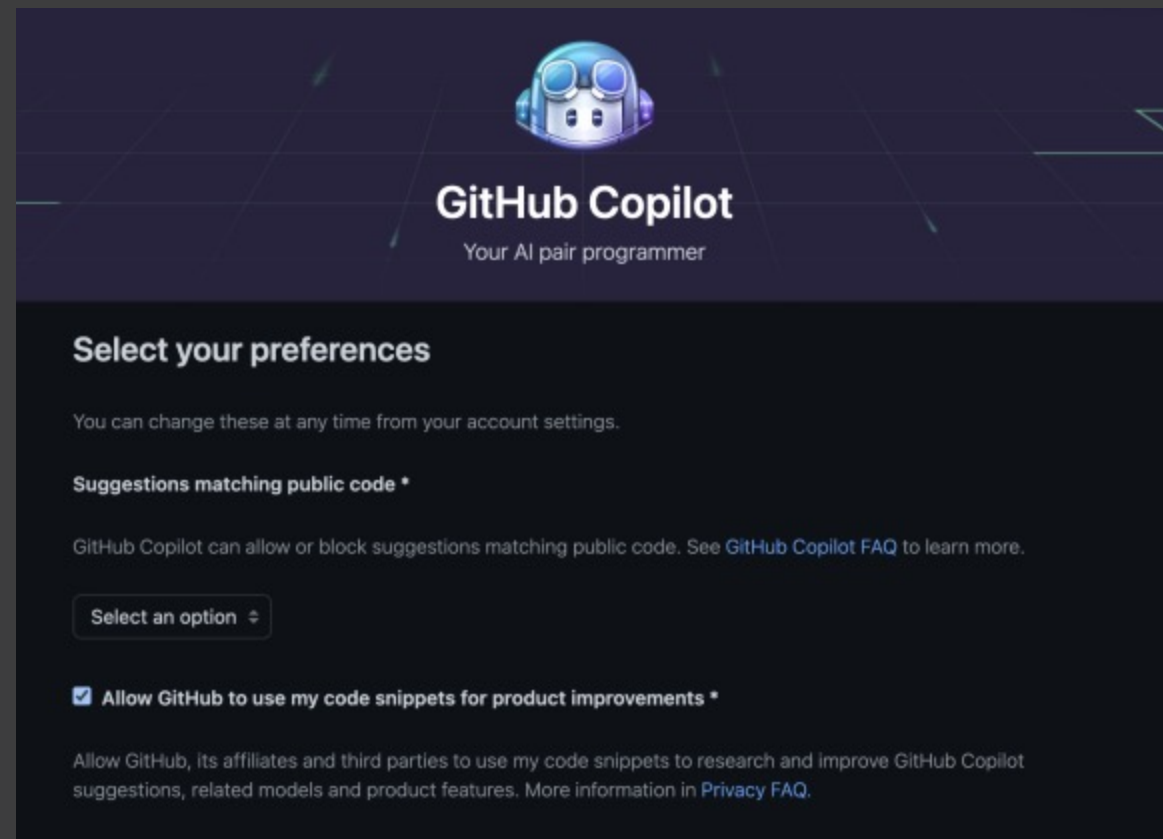 GitHub Copilot
Your AI pair programmer
Select your preferences
You can change these at any time from your account settings.
Suggestions matching public code *
GitHub Copilot can allow or block suggestions matching public code. See GitHub Copilot FAQ to learn more.
Select an option
Allow GitHub to use my code snippets for product improvements *
Allow GitHub, its affiliates and third parties to use my code snippets to research and improve GitHub Copilot
suggestions, related models and product features. More information in Privacy FAQ.